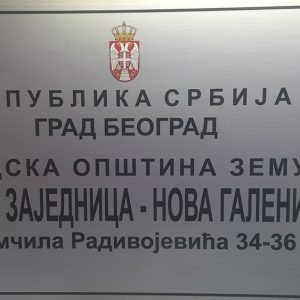 ПУБЛИКА СРБИЈА
ГРАД БЕОГРАД
ДСКА ОПШТИНА ЗЕМУ
ЗАЈЕДНИЦА - НОВА ГАЛЕНИ
мчила Радивојевића 34-36